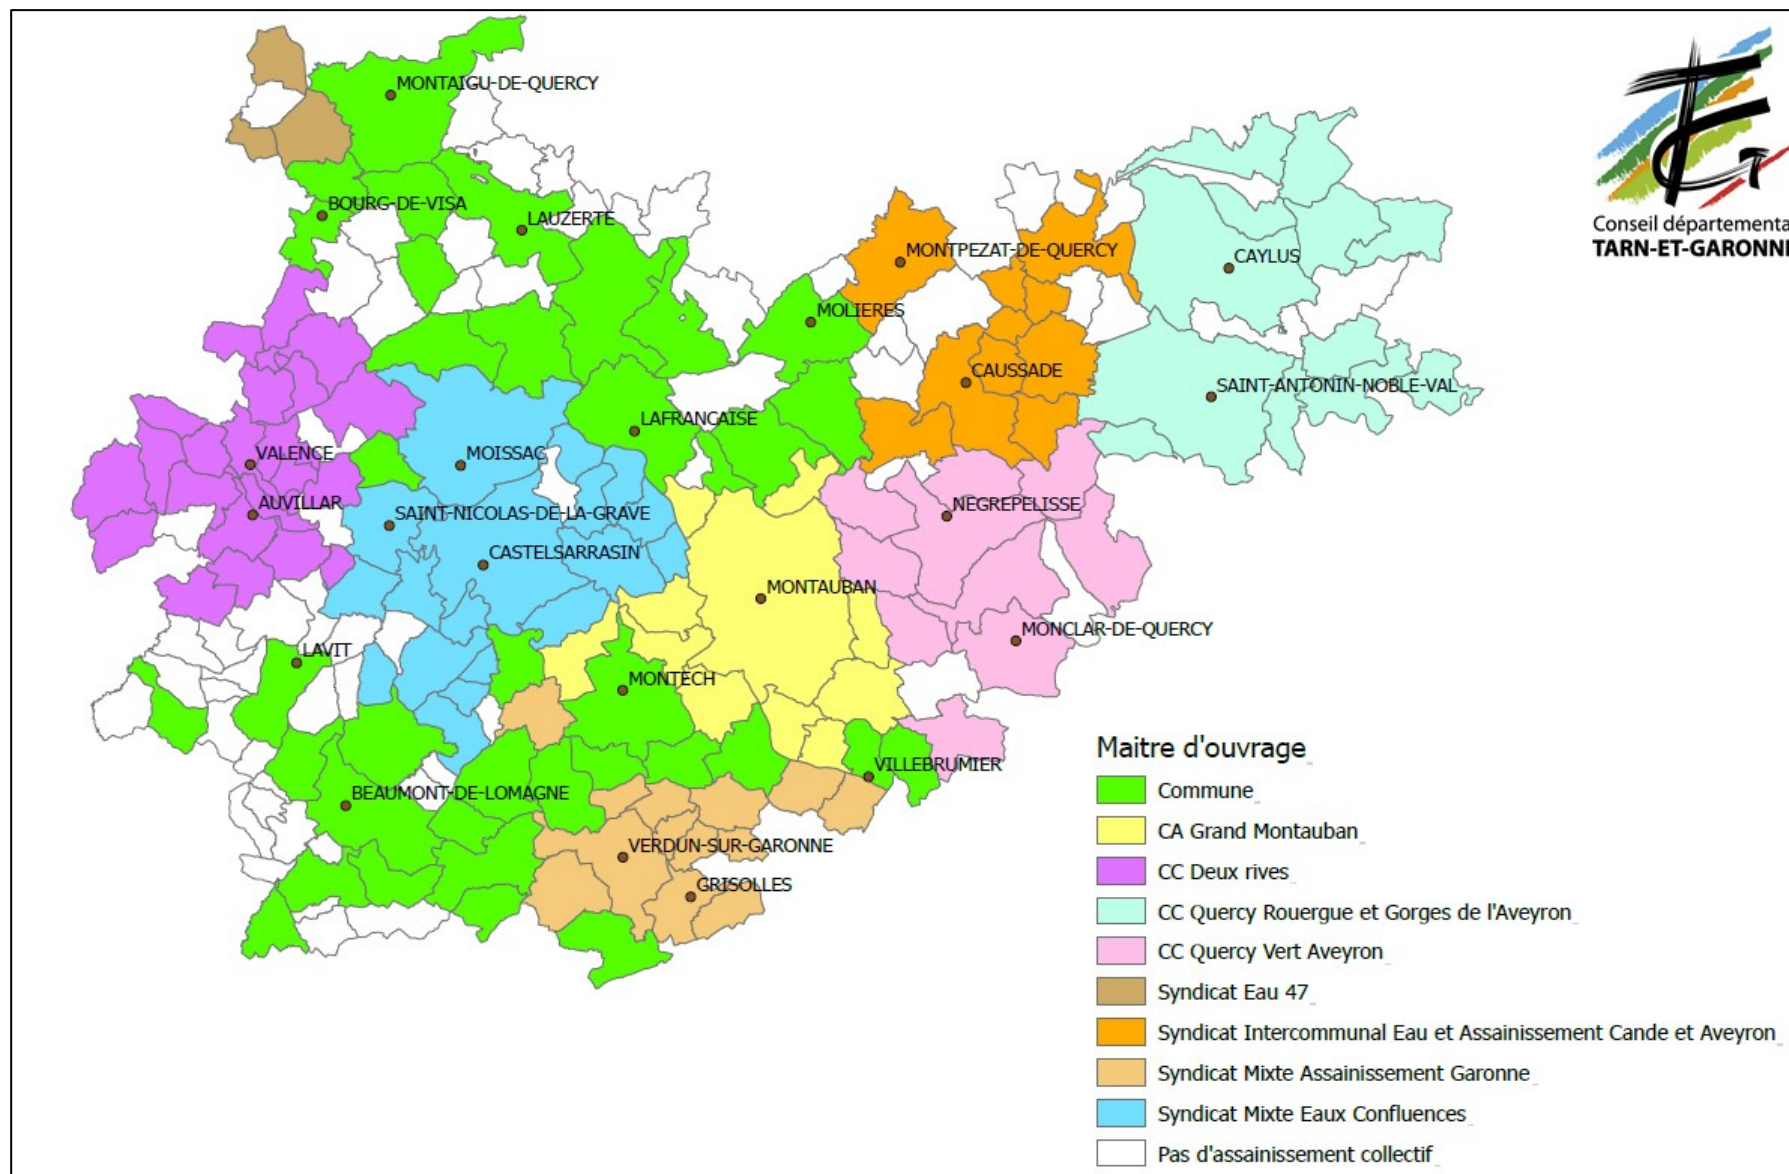 MONTAIGU-DE-QUERCY
BOURG-DE-VISA
LAUZERTE
MONTPEZAT-DE-QUERCY
CAYLUS
MOLIERES
CAUSSADE
SAINT-ANTONIN-NOBLE-VAL
LAFRANCAISE
VALENCE
MOISSAC
AUVILLAR
SAINT-NICOLAS-DE-LA-GRAVE
NEGREPELISSE
CASTELSARRASIN
MONTAUBAN
MONCLAR-DE-QUERCY
LAVIT
MONTECH
VILLEBRUMIER
BEAUMONT-DE-LOMAGNE
VERDUN-SUR-GARONNE
GRISOLLES
Conseil départementa
TARN-ET-GARONN
Maitre d'ouvrage
Commune
CA Grand Montauban
CC Deux rives
CC Quercy Rouergue et Gorges de l'Aveyron
CC Quercy Vert Aveyron
Syndicat Eau 47
Syndicat Intercommunal Eau et Assainissement Cande et Aveyron
Syndicat Mixte Assainissement Garonne
Syndicat Mixte Eaux Confluences
Pas d'assainissement collectif